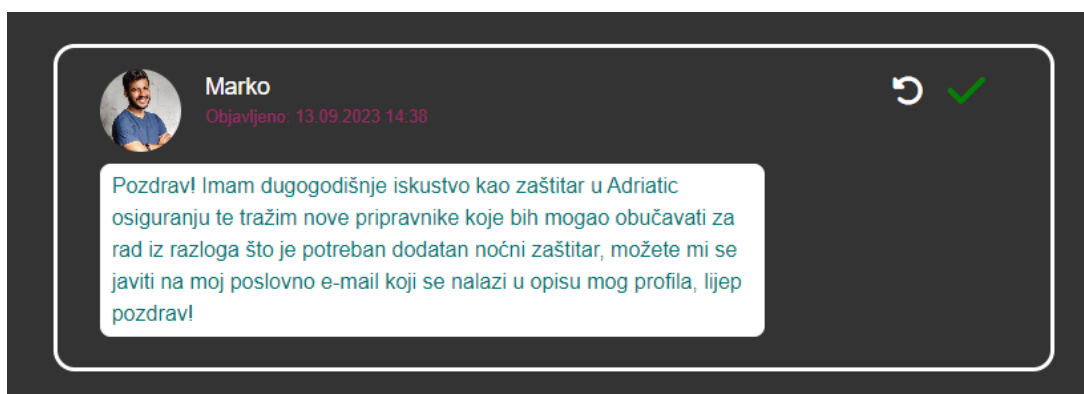 Marko
Objavljeno: 13.09.2023 14:38
Pozdrav! Imam dugogodišnje iskustvo kao zaštitar u Adriatic
osiguranju te tražim nove pripravnike koje bih mogao obučavati za
rad iz razloga što je potreban dodatan noćni zaštitar, možete mi se
javiti na moj poslovno e-mail koji se nalazi u opisu mog profila, lijep
pozdrav!